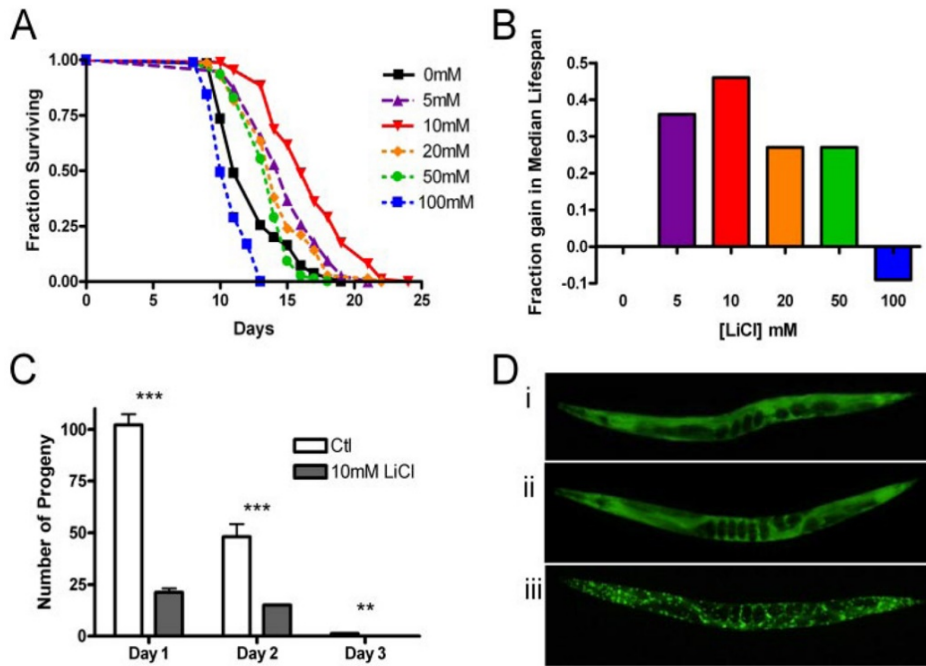 A
Fraction Surviving
1.00
0.75
0.50
0.25
0.00
0 5 10 15 20 25
Days
0mM
5mM
10mM
20mM
50mM
100mM
B
Fraction gain in Median Lifespan
0.5
0.4
0.3
0.2
0.1
0.0
-0.1
0 5 10 20 50 100
[LiCl] mM
C
Number of Progeny
100
75
50
25
0
***
***
**
Ctl
10mM LiCl
Day 1 Day 2 Day 3
D
i
ii
iii